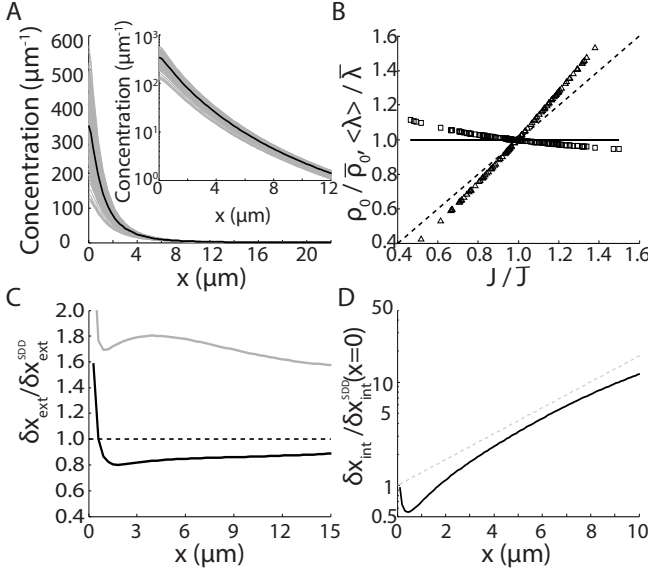 A
Concentration (μm⁻¹)
600
500
400
300
200
100
0
0 4 8 12 16 20
x (μm)
Concentration (μm⁻¹)
10³
10²
10¹
10⁰
0 4 8 12
x (μm)
B
ρ₀ / ρ̅₀, <λ> / λ̅
1.6
1.4
1.2
1.0
0.8
0.6
0.4
0.4 0.6 0.8 1.0 1.2 1.4 1.6
J / J̅
C
δx_ext/δx_ext^SDD
2.0
1.8
1.6
1.4
1.2
1.0
0.8
0.6
0.4
0 3 6 9 12 15
x (μm)
D
δx_int/δx_int^SDD(x=0)
50
10
5
1
0.5
0 2 4 6 8 10
x (μm)